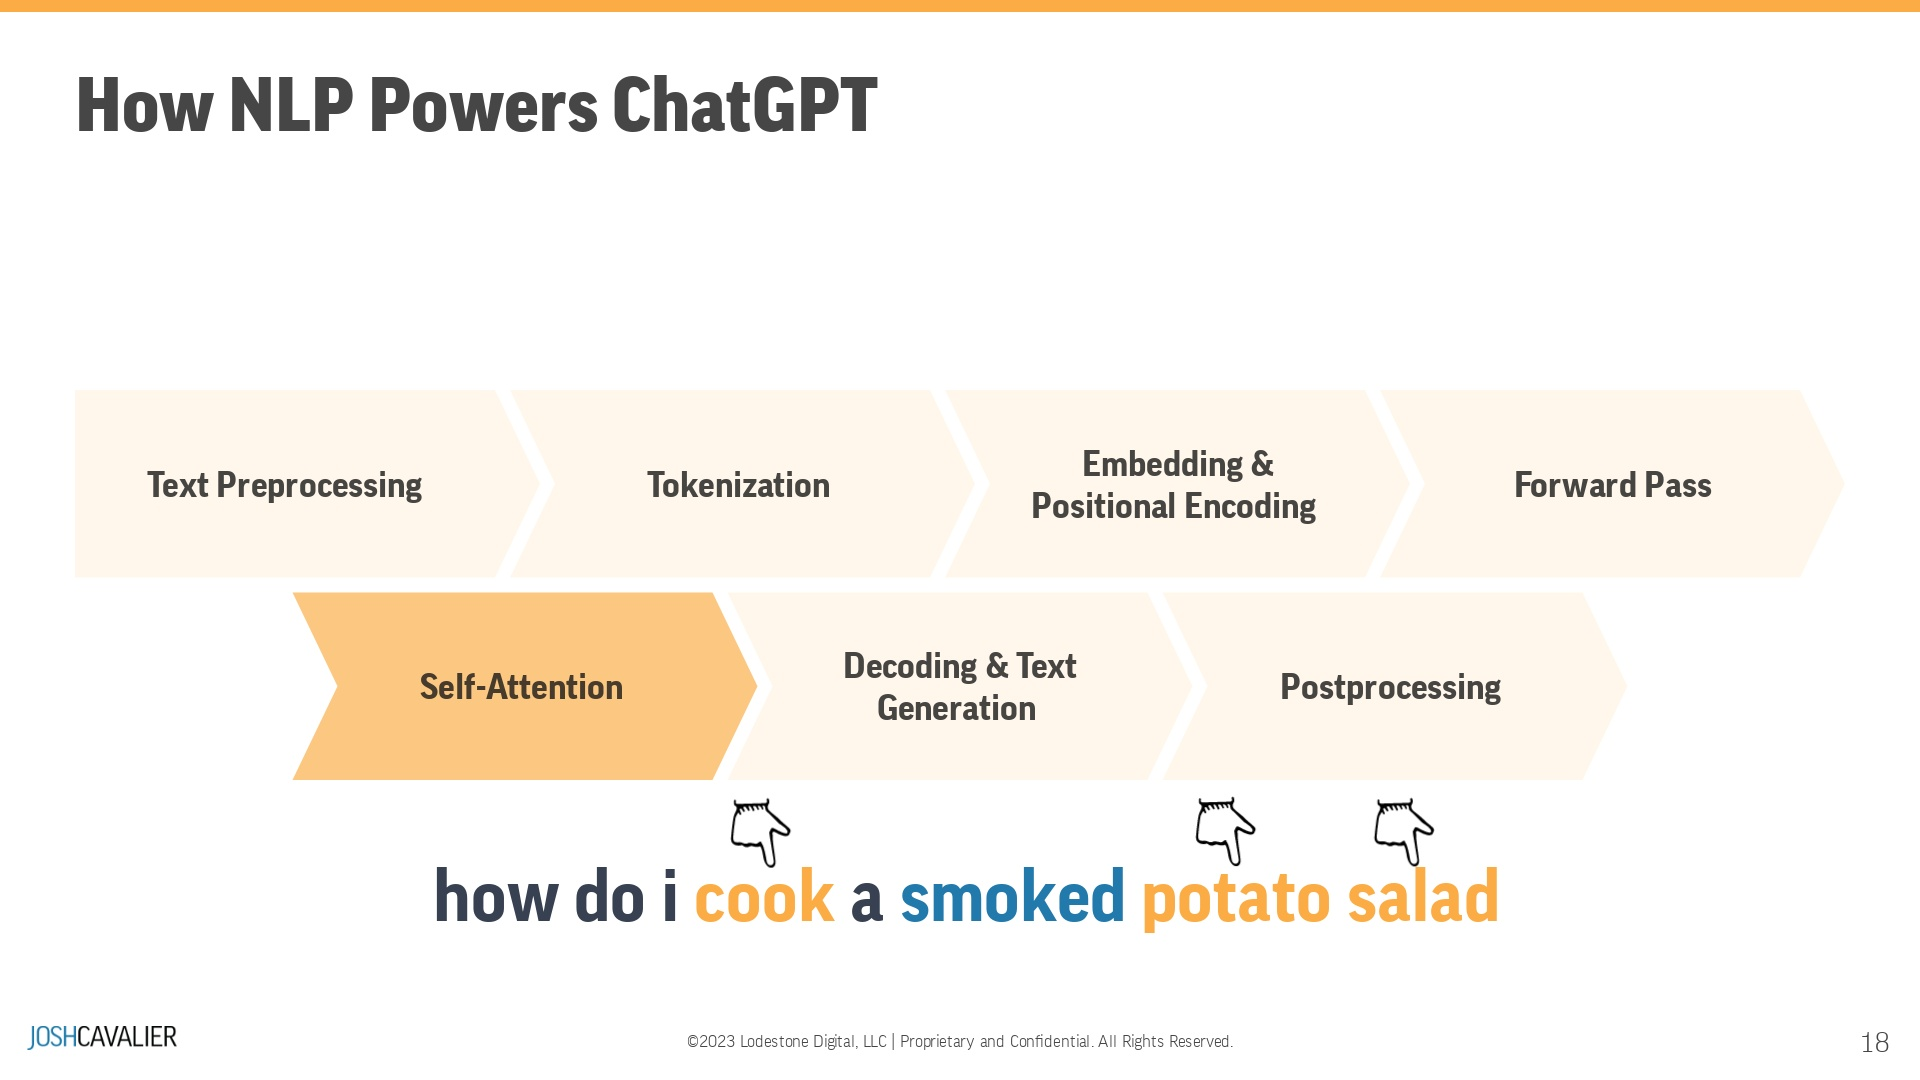 How NLP Powers ChatGPT
Text Preprocessing
Tokenization
Embedding &
Positional Encoding
Forward Pass
Self-Attention
Decoding & Text
Generation
Postprocessing
how do i cook a smoked potato salad
JOSHCAVALIER
©2023 Lodestone Digital, LLC | Proprietary and Confidential. All Rights Reserved.
18